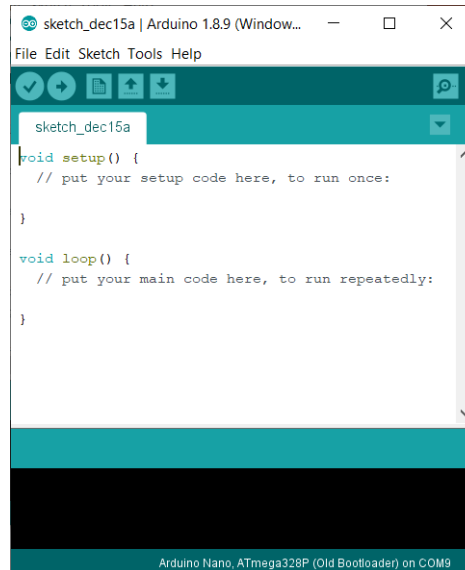 sketch_dec15a | Arduino 1.8.9 (Window...
File Edit Sketch Tools Help
sketch_dec15a
void setup() {
  // put your setup code here, to run once:
}
void loop() {
  // put your main code here, to run repeatedly:
}
Arduino Nano, ATmega328P (Old Bootloader) on COM9